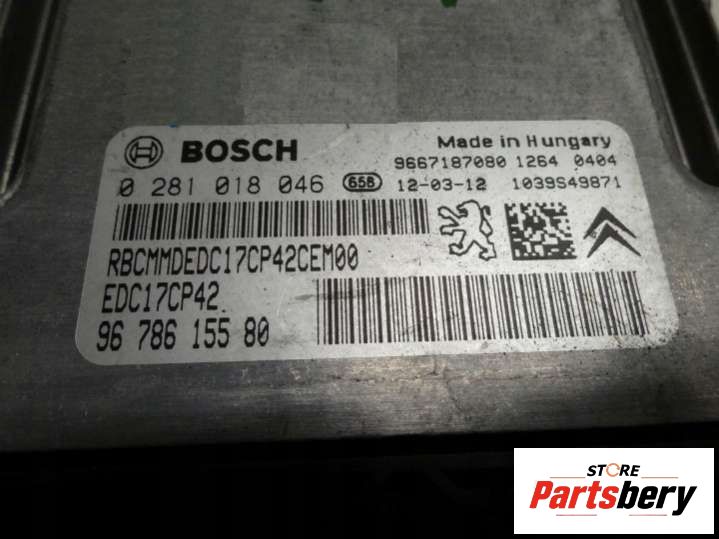 BOSCH
Made in Hungary
9667187080 1264 0404
0 281 018 046 658 12-03-12 1039S49871
RBCMMDEDC17CP42CEM00
EDC17CP42
96 786 155 80
STORE
Partsbery